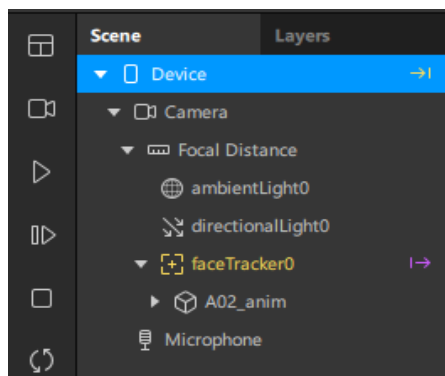 Scene Layers
Device
Camera
Focal Distance
ambientLight0
directionalLight0
faceTracker0
A02_anim
Microphone